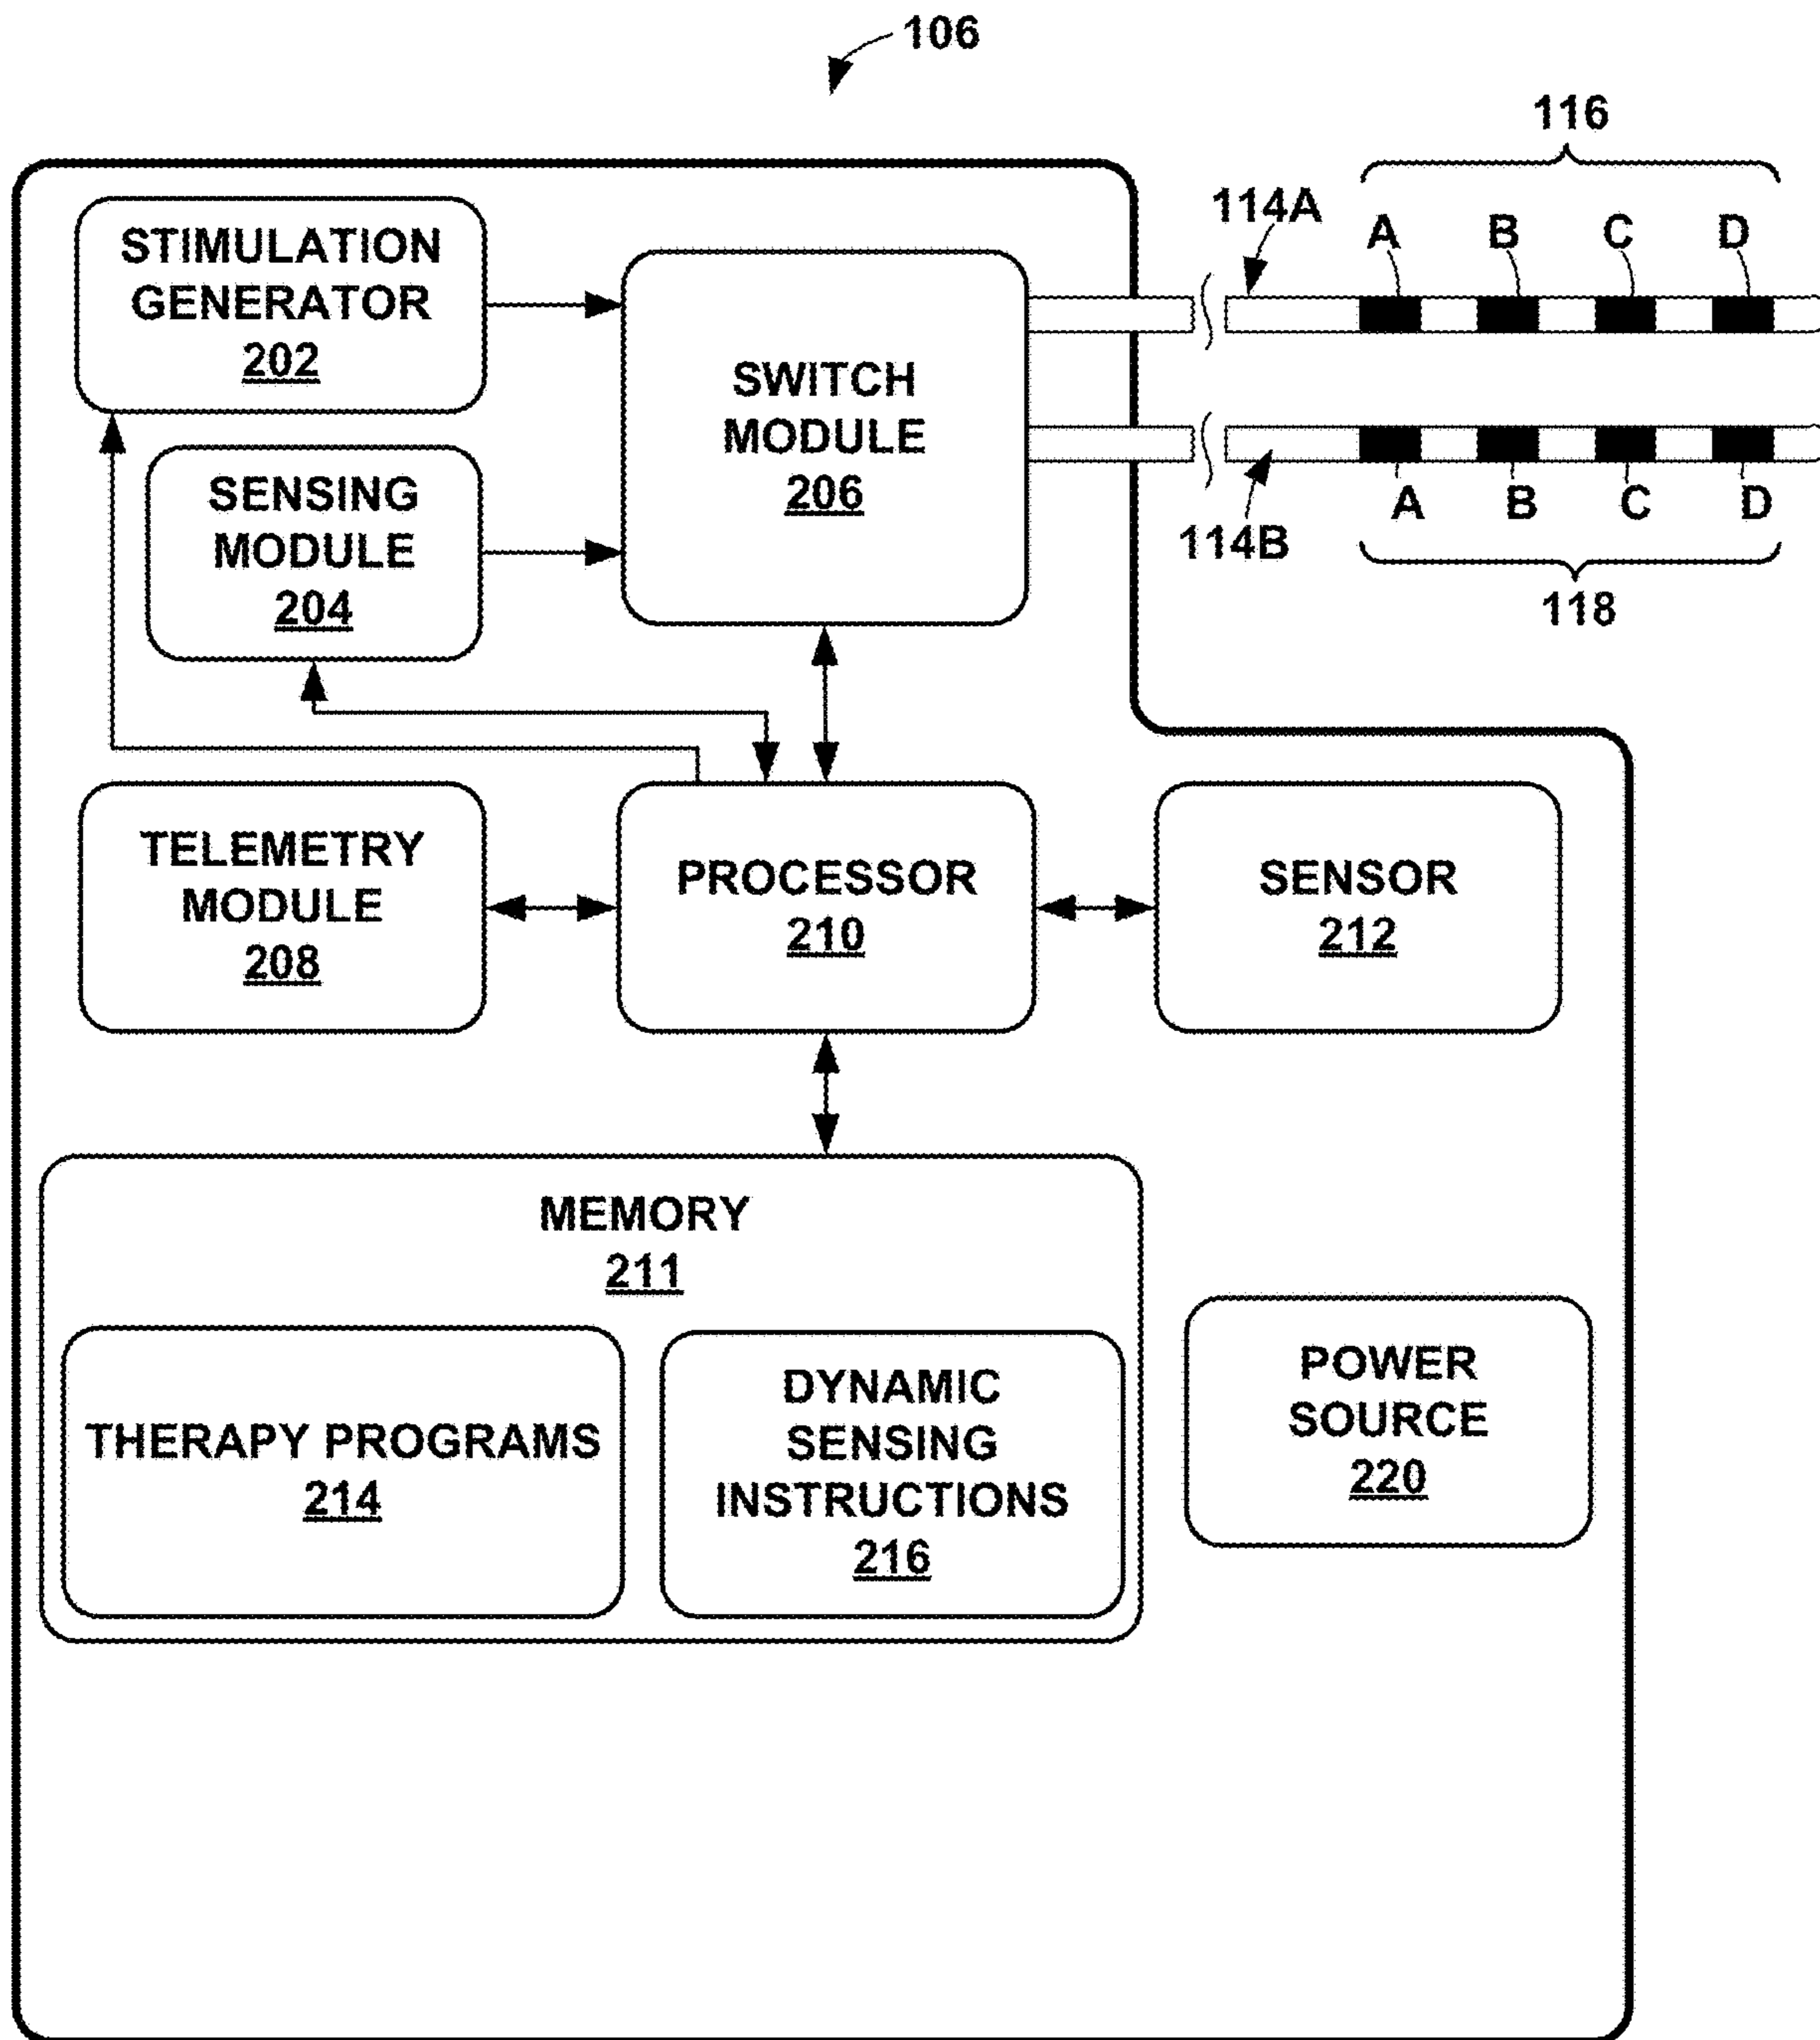 106
116
114A
A B C D
STIMULATION
GENERATOR
202
SWITCH
MODULE
206
SENSING
MODULE
204
A B C D
114B
118
TELEMETRY
MODULE
208
PROCESSOR
210
SENSOR
212
MEMORY
211
THERAPY PROGRAMS
214
DYNAMIC
SENSING
INSTRUCTIONS
216
POWER
SOURCE
220